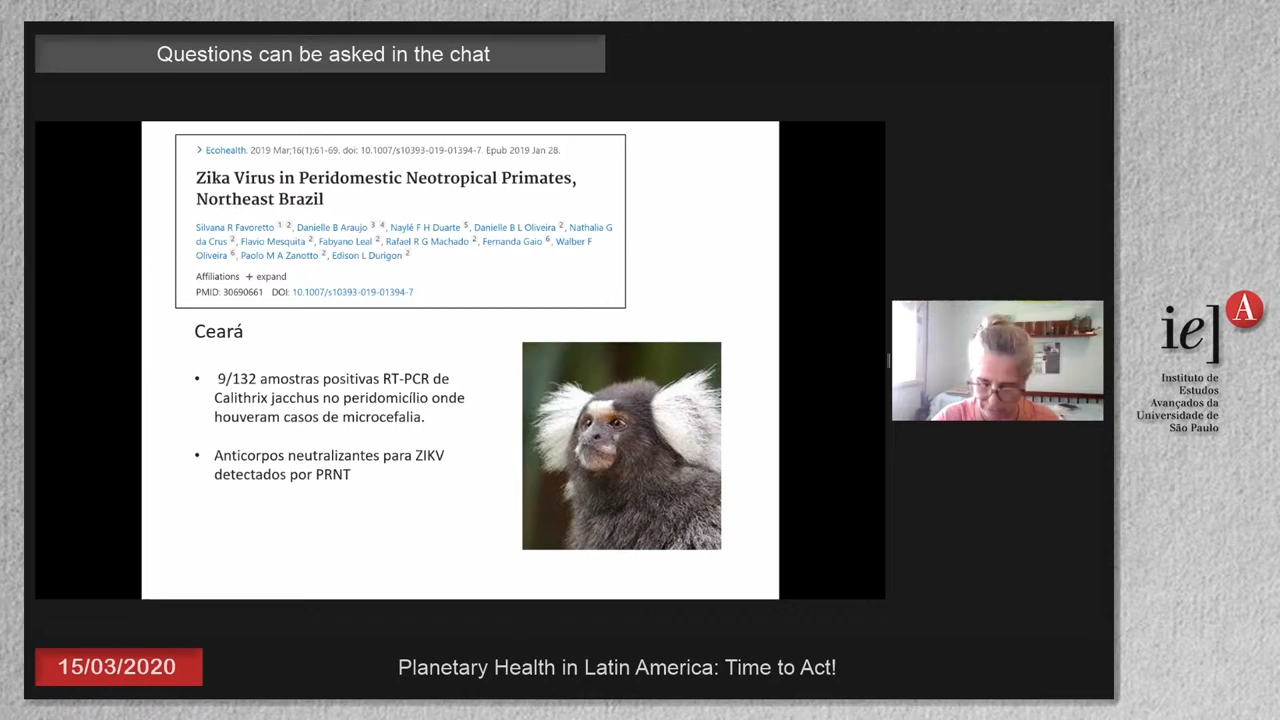 Questions can be asked in the chat
> Ecohealth. 2019 Mar;16(1):61-69. doi: 10.1007/s10393-019-01394-7. Epub 2019 Jan 28.
Zika Virus in Peridomestic Neotropical Primates,
Northeast Brazil
Silvana R Favoretto 1 2, Danielle B Araujo 3 4, Naylê F H Duarte 5, Danielle B L Oliveira 2, Nathalia G
da Crus 2, Flavio Mesquita 2, Fabyano Leal 2, Rafael R G Machado 2, Fernanda Gaio 6, Walber F
Oliveira 6, Paolo M A Zanotto 2, Edison L Durigon 2
Affiliations + expand
PMID: 30690661 DOI: 10.1007/s10393-019-01394-7
Ceará
• 9/132 amostras positivas RT-PCR de
Calithrix jacchus no peridomicílio onde
houveram casos de microcefalia.
• Anticorpos neutralizantes para ZIKV
detectados por PRNT
ie] A
Instituto de
Estudos
Avançados da
Universidade de
São Paulo
15/03/2020
Planetary Health in Latin America: Time to Act!